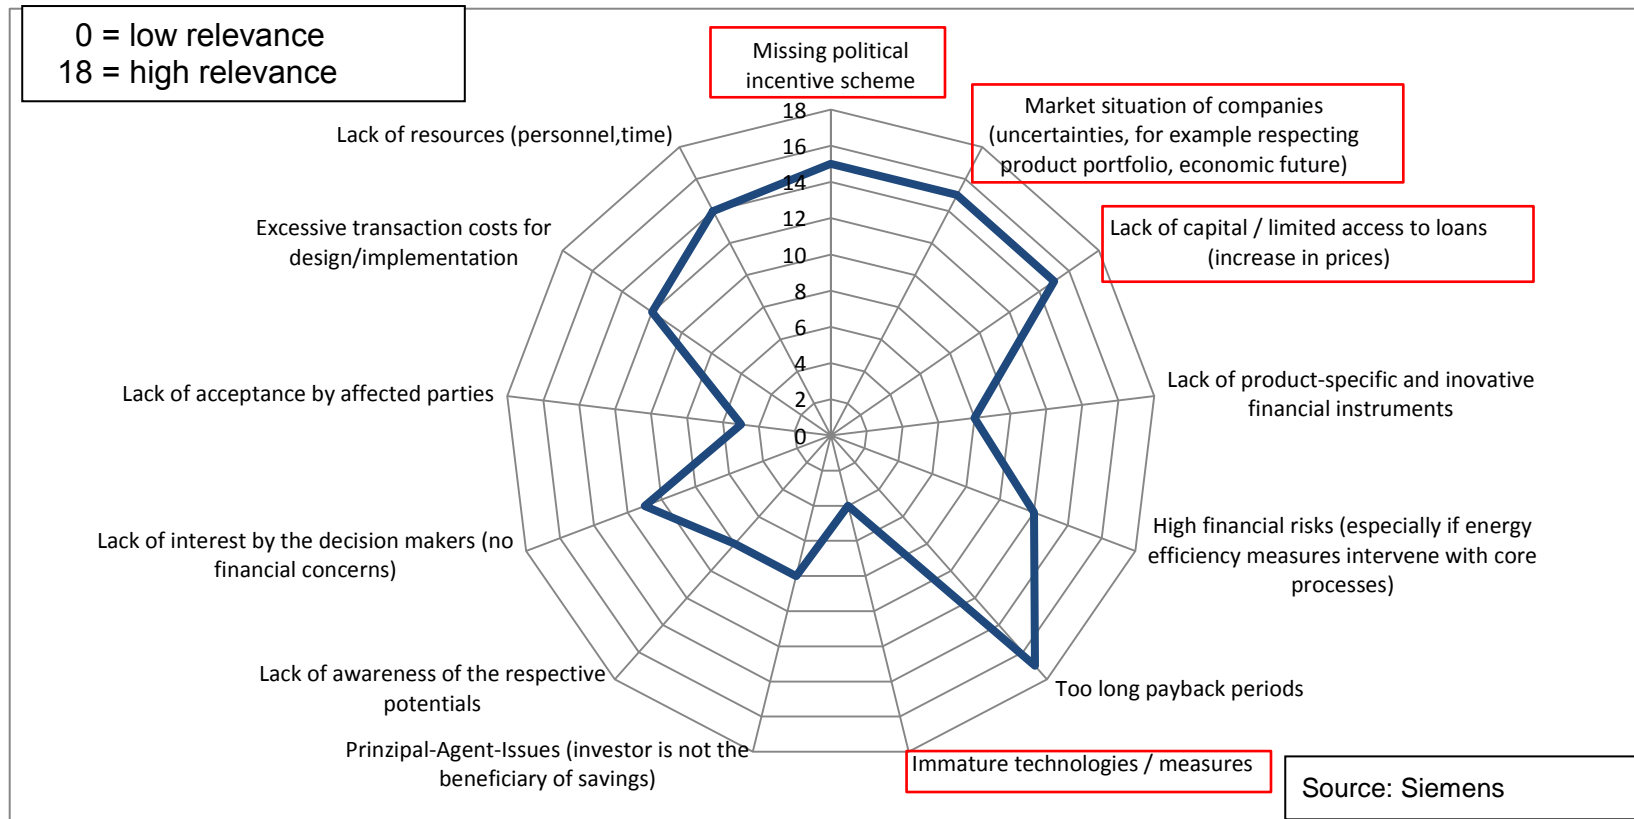 0 = low relevance
18 = high relevance
Missing political
incentive scheme
Market situation of companies
(uncertainties, for example respecting
product portfolio, economic future)
Lack of capital / limited access to loans
(increase in prices)
Lack of product-specific and inovative
financial instruments
High financial risks (especially if energy
efficiency measures intervene with core
processes)
Too long payback periods
Immature technologies / measures
Prinzipal-Agent-Issues (investor is not the
beneficiary of savings)
Lack of awareness of the respective
potentials
Lack of interest by the decision makers (no
financial concerns)
Lack of acceptance by affected parties
Excessive transaction costs for
design/implementation
Lack of resources (personnel,time)
18
16
14
12
10
8
6
4
2
0
Source: Siemens